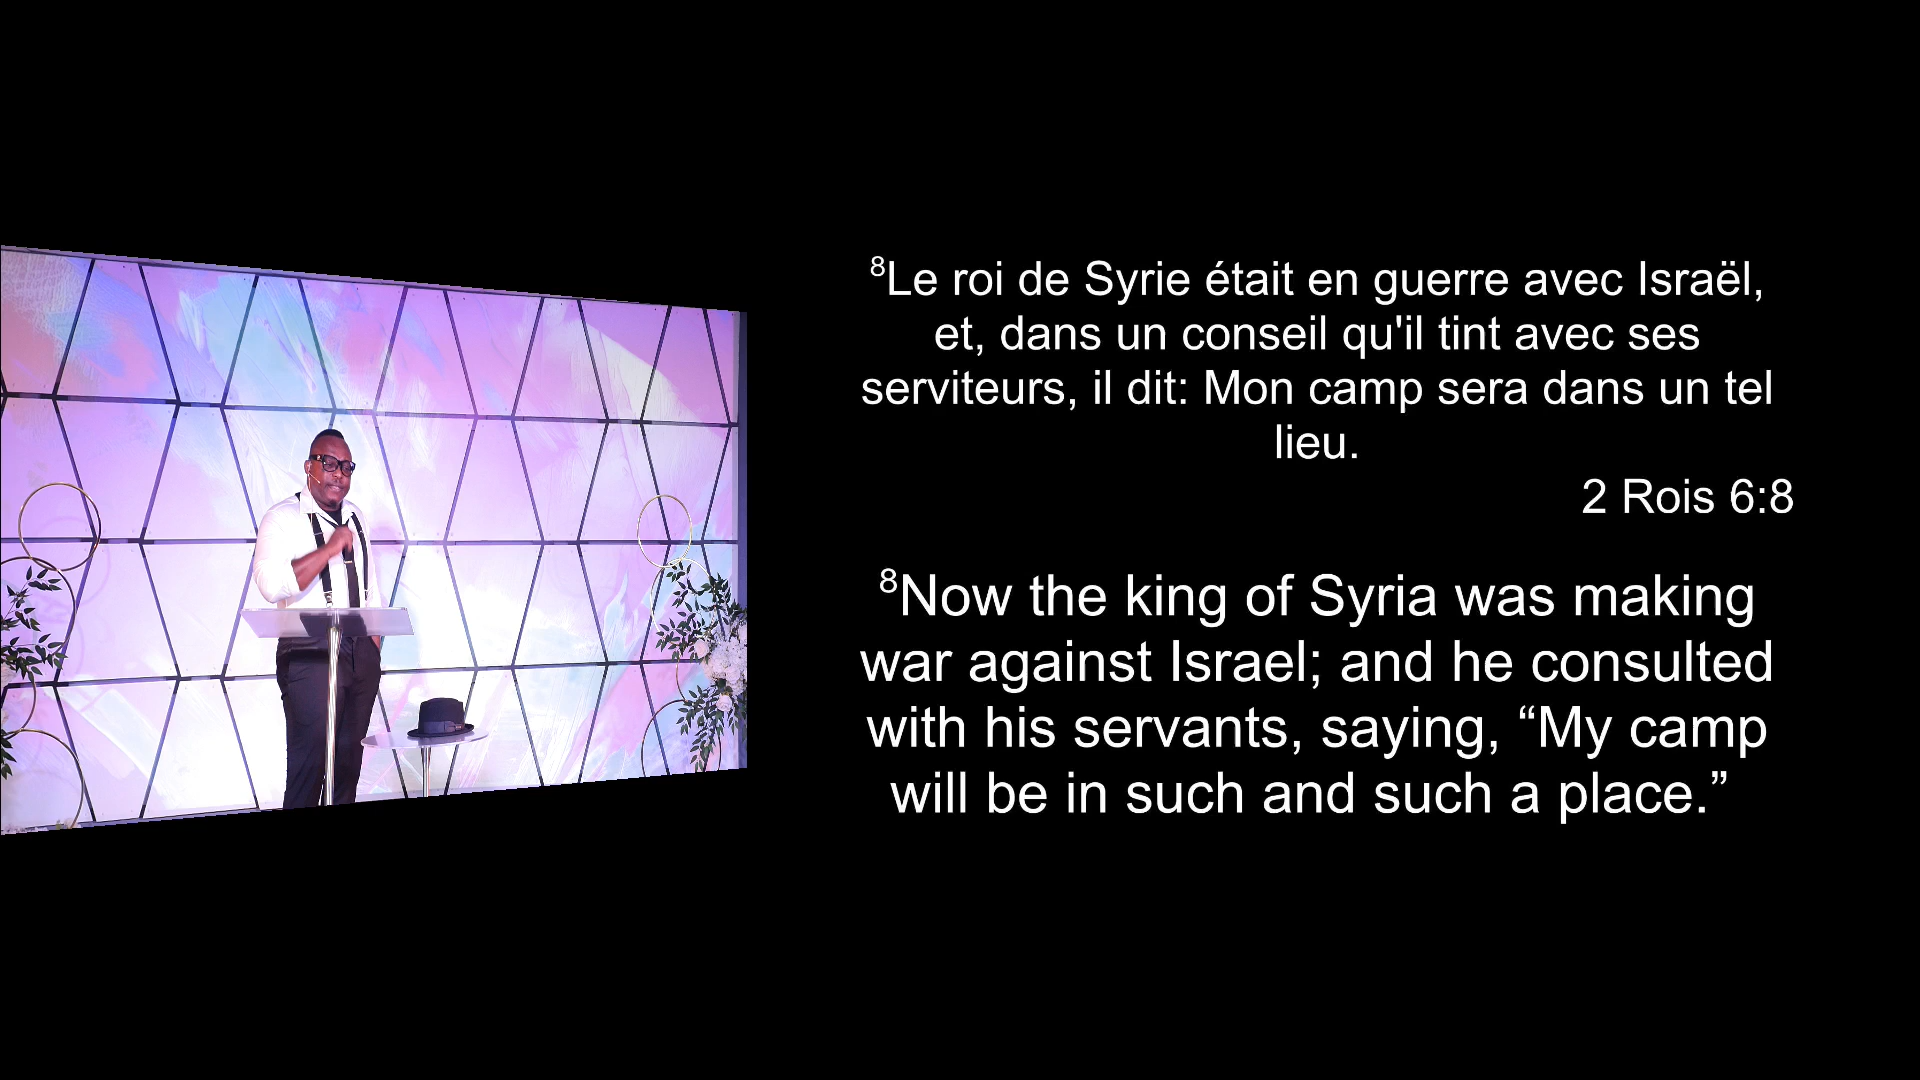 ⁸Le roi de Syrie était en guerre avec Israël,
et, dans un conseil qu'il tint avec ses
serviteurs, il dit: Mon camp sera dans un tel
lieu.
2 Rois 6:8
⁸Now the king of Syria was making
war against Israel; and he consulted
with his servants, saying, “My camp
will be in such and such a place.”